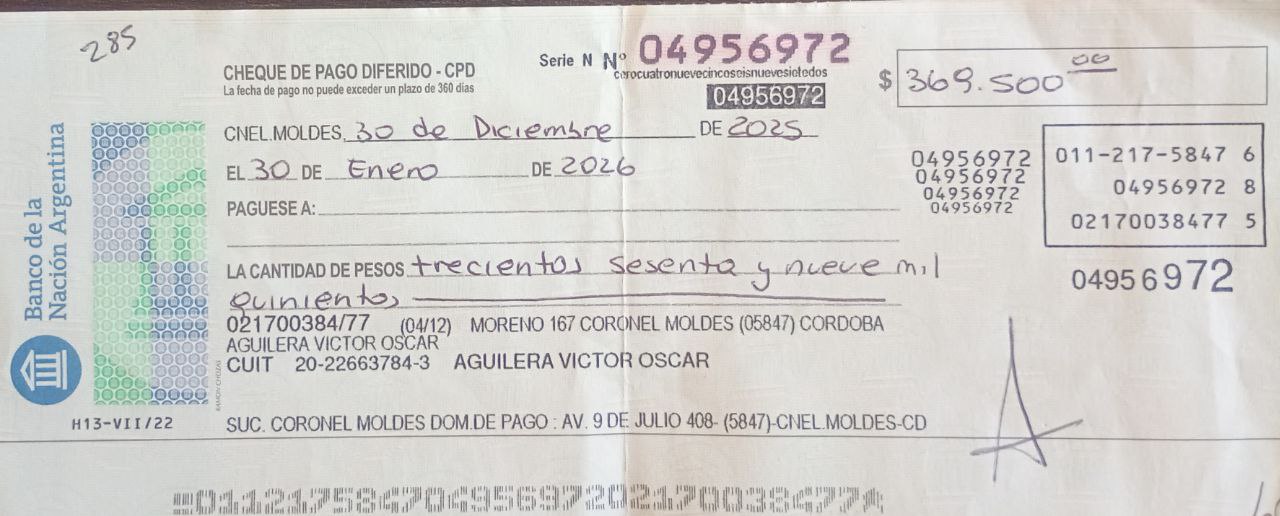 285
Serie N Nº 04956972
cerocuatronuevecincoseisnuevesietedos
04956972
$ 369.500 00
CHEQUE DE PAGO DIFERIDO - CPD
La fecha de pago no puede exceder un plazo de 360 días
CNEL.MOLDES, 30 de Diciembre DE 2025
EL 30 DE Enero DE 2026
PAGUESE A:
LA CANTIDAD DE PESOS trecientos sesenta y nueve mil
quinientos
04956972
04956972
04956972
04956972
011-217-5847 6
04956972 8
02170038477 5
04956972
021700384/77 (04/12) MORENO 167 CORONEL MOLDES (05847) CORDOBA
AGUILERA VICTOR OSCAR
CUIT 20-22663784-3 AGUILERA VICTOR OSCAR
SUC. CORONEL MOLDES DOM.DE PAGO : AV. 9 DE JULIO 408- (5847)-CNEL.MOLDES-CD
Banco de la
Nación Argentina
RAMON CHOZAS
H13-VII/22